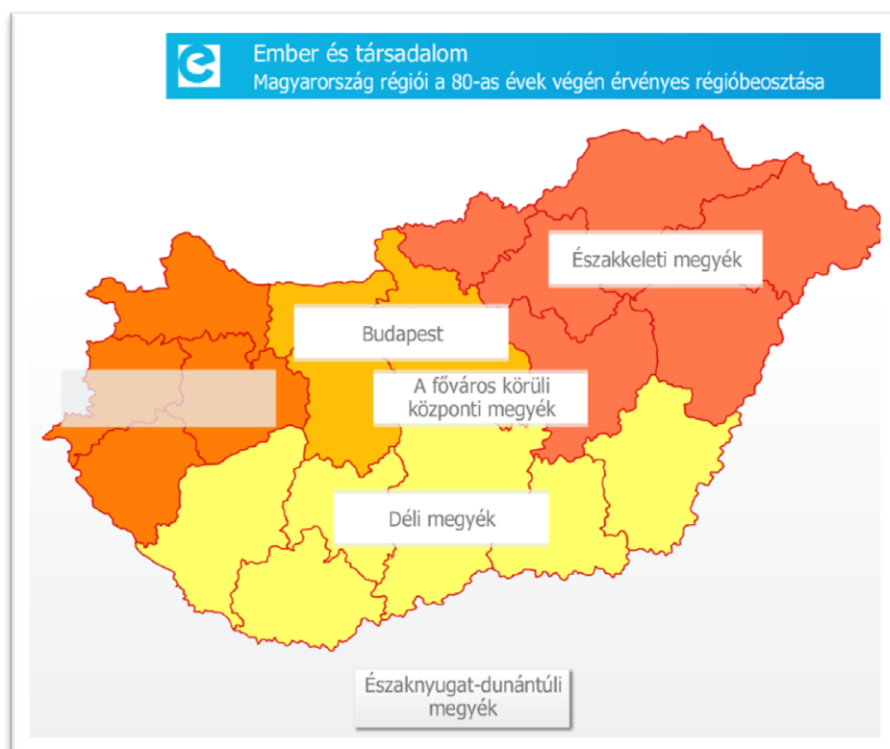 Ember és társadalom
Magyarország régiói a 80-as évek végén érvényes régióbeosztása
Északkeleti megyék
Budapest
A főváros körüli
központi megyék
Déli megyék
Északnyugat-dunántúli
megyék